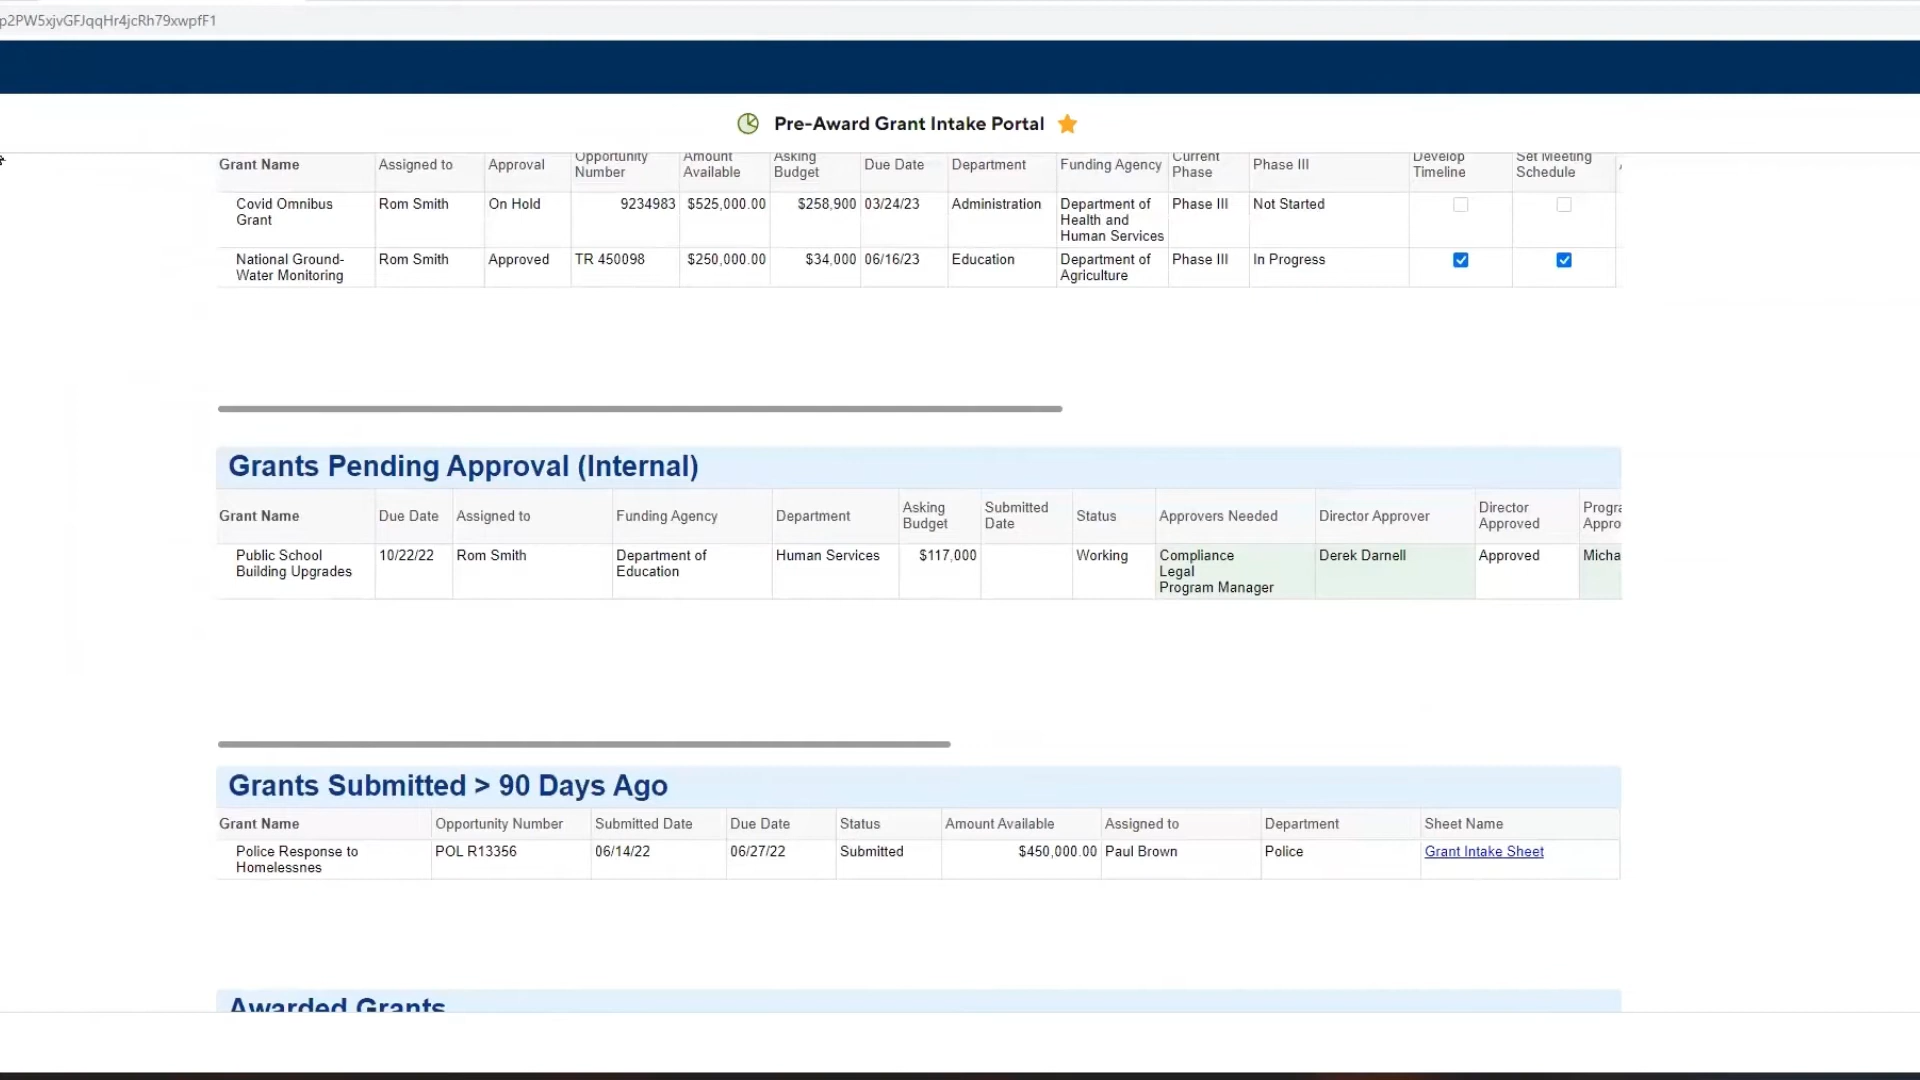 p2PW5xjvGFJqqHr4jcRh79xwpfF1
Pre-Award Grant Intake Portal
Grant Name Assigned to Approval Opportunity Number Amount Available Asking Budget Due Date Department Funding Agency Current Phase Phase III Develop Timeline Set Meeting Schedule
Covid Omnibus Grant Rom Smith On Hold 9234983 $525,000.00 $258,900 03/24/23 Administration Department of Health and Human Services Phase III Not Started
National Ground-Water Monitoring Rom Smith Approved TR 450098 $250,000.00 $34,000 06/16/23 Education Department of Agriculture Phase III In Progress
Grants Pending Approval (Internal)
Grant Name Due Date Assigned to Funding Agency Department Asking Budget Submitted Date Status Approvers Needed Director Approver Director Approved Progra Appro
Public School Building Upgrades 10/22/22 Rom Smith Department of Education Human Services $117,000 Working Compliance Legal Program Manager Derek Darnell Approved Micha
Grants Submitted > 90 Days Ago
Grant Name Opportunity Number Submitted Date Due Date Status Amount Available Assigned to Department Sheet Name
Police Response to Homelessnes POL R13356 06/14/22 06/27/22 Submitted $450,000.00 Paul Brown Police Grant Intake Sheet
Awarded Grants